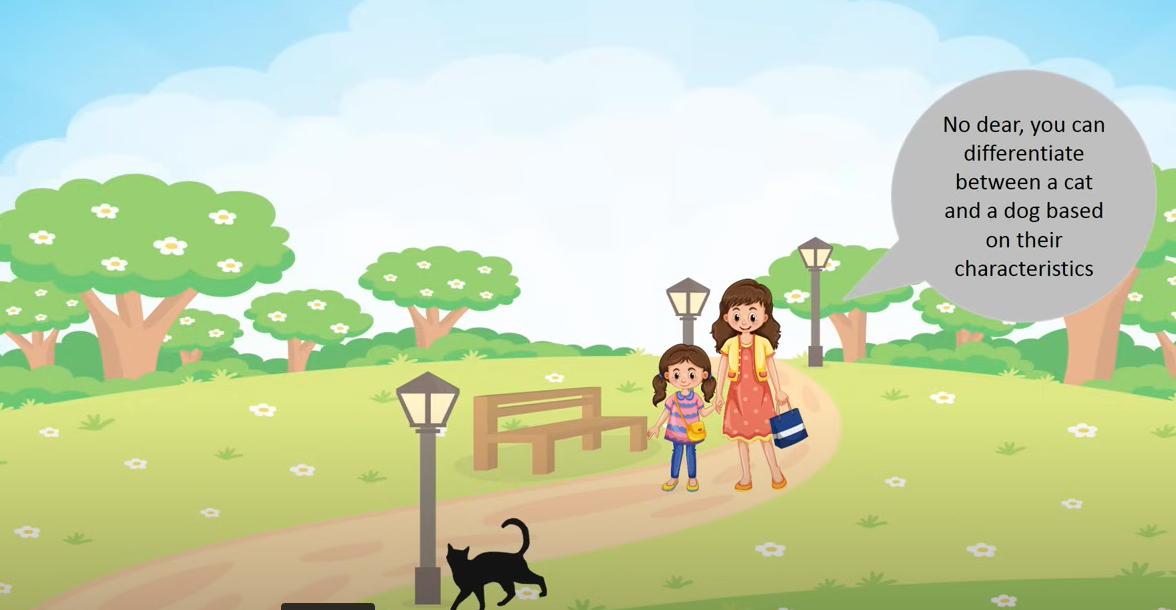 No dear, you can
differentiate
between a cat
and a dog based
on their
characteristics